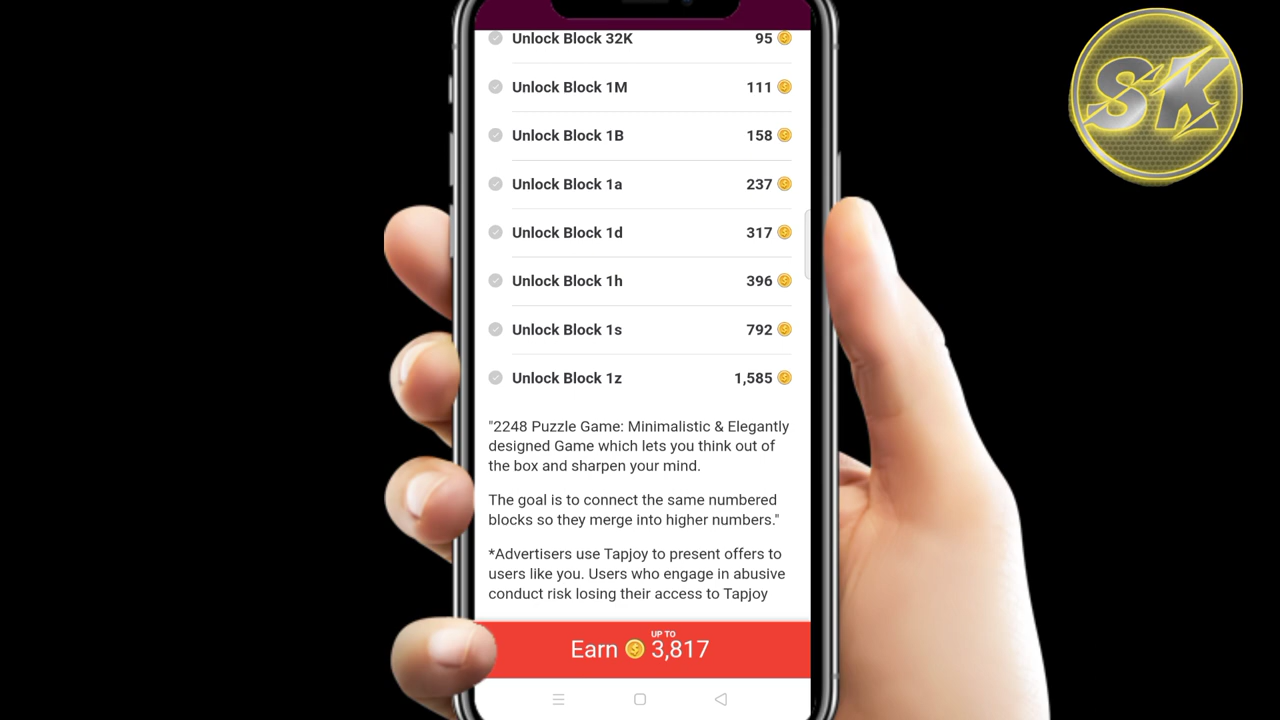 SK
Unlock Block 32K 95
Unlock Block 1M 111
Unlock Block 1B 158
Unlock Block 1a 237
Unlock Block 1d 317
Unlock Block 1h 396
Unlock Block 1s 792
Unlock Block 1z 1,585
"2248 Puzzle Game: Minimalistic & Elegantly
designed Game which lets you think out of
the box and sharpen your mind.
The goal is to connect the same numbered
blocks so they merge into higher numbers."
*Advertisers use Tapjoy to present offers to
users like you. Users who engage in abusive
conduct risk losing their access to Tapjoy
UP TO
Earn 3,817